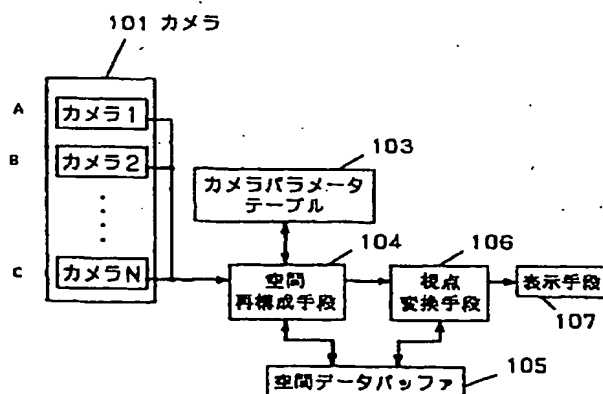 101 カメラ
A
カメラ1
B
カメラ2
C
カメラN
103
カメラパラメータ
テーブル
104
空間
再構成手段
106
視点
変換手段
表示手段
107
105
空間データバッファ